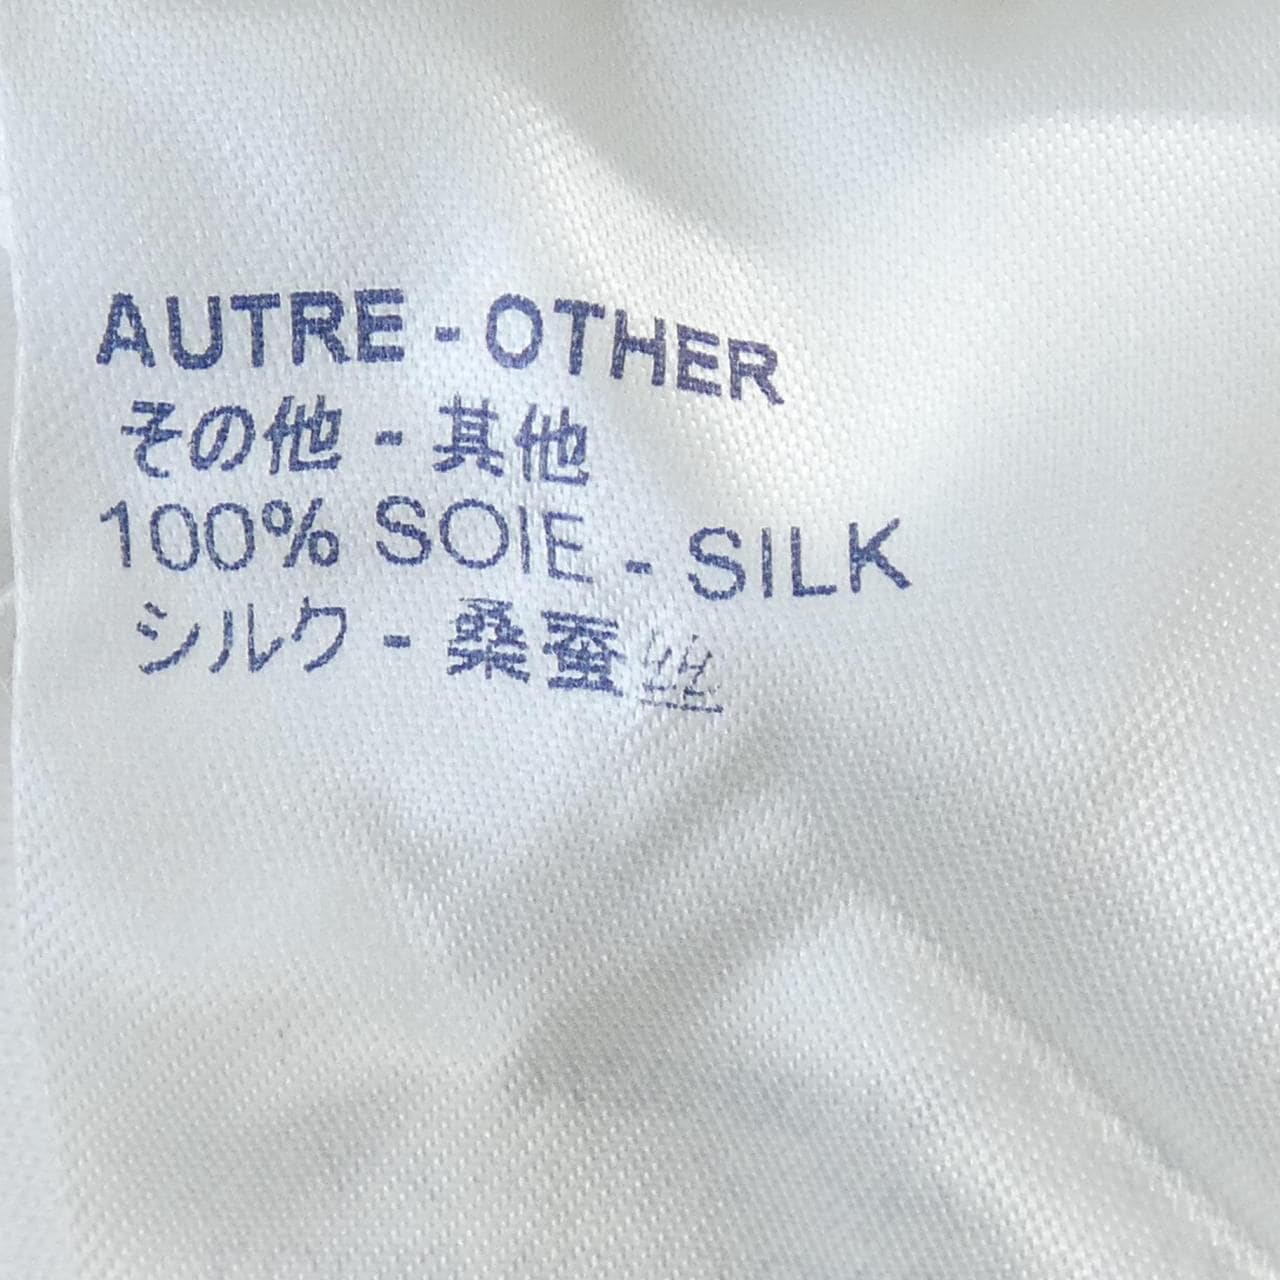 AUTRE - OTHER
その他 - 其他
100% SOIE - SILK
シルク - 桑蚕丝